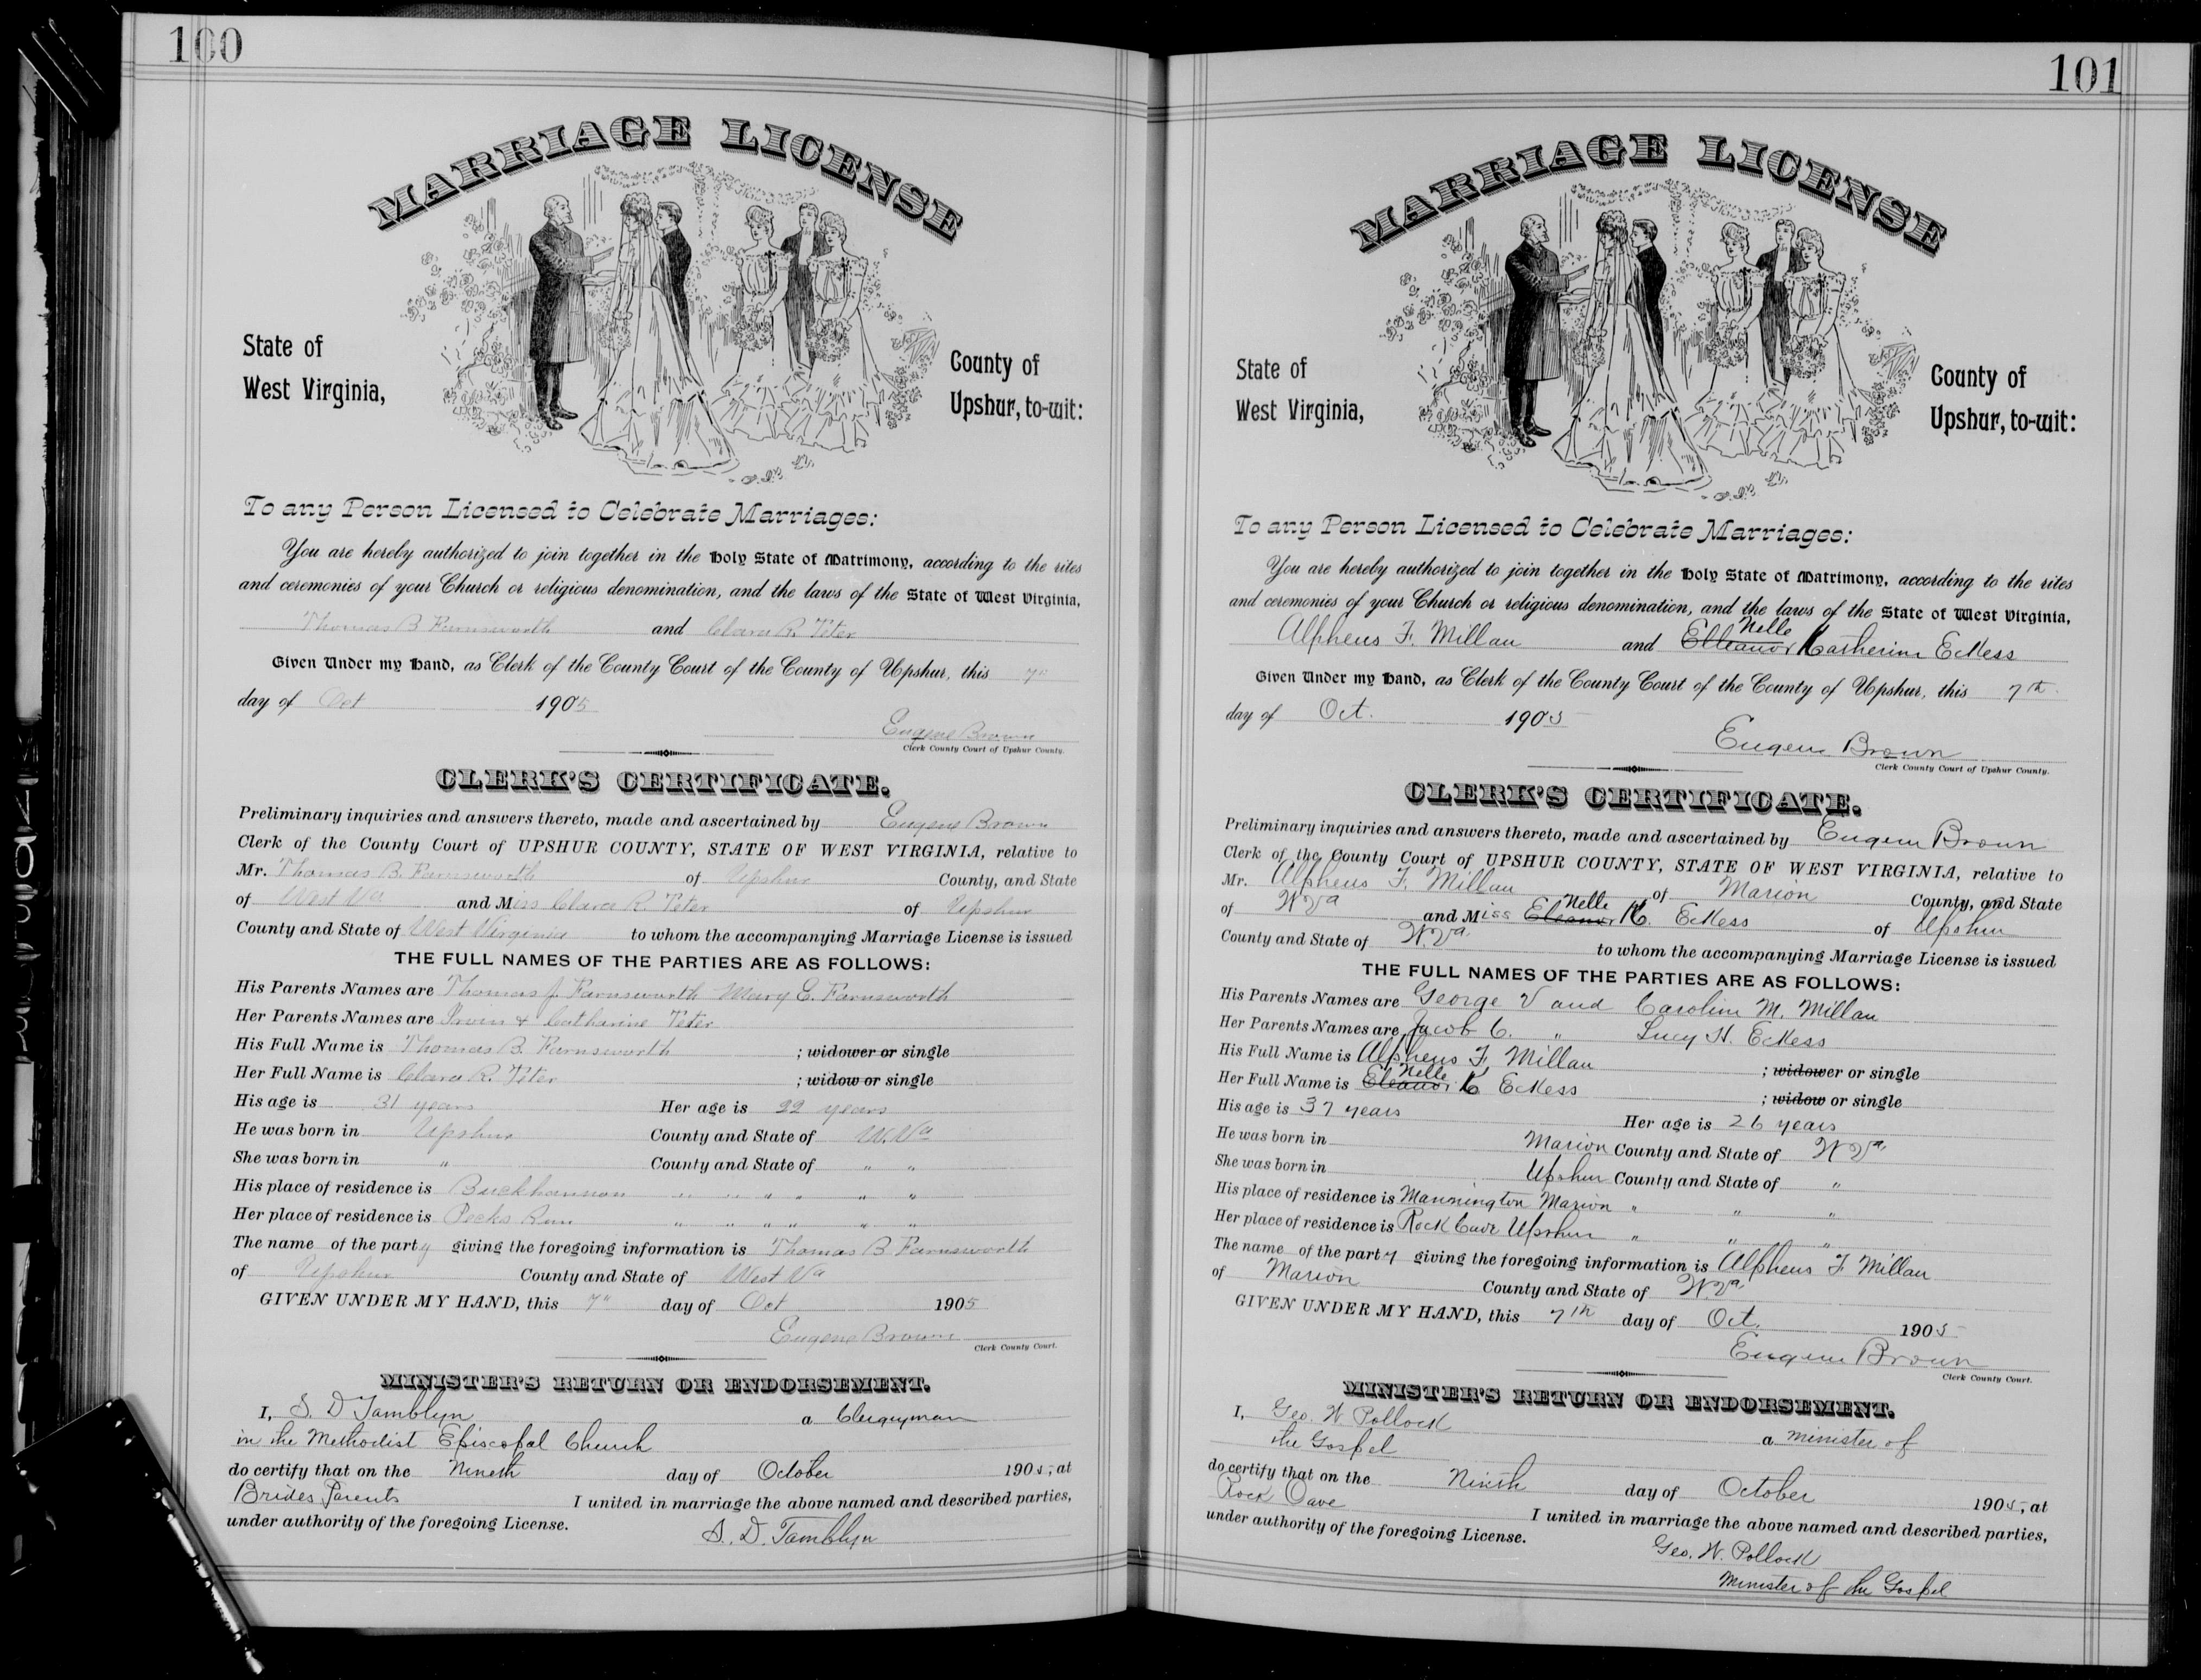 100
MARRIAGE LICENSE
State of
West Virginia,
County of
Upshur, to-wit:
To any Person Licensed to Celebrate Marriages:
You are hereby authorized to join together in the Holy State of Matrimony, according to the rites
and ceremonies of your Church or religious denomination, and the laws of the State of West Virginia,
Thomas B Farnsworth and Clara R. Teter
Given Under my Hand, as Clerk of the County Court of the County of Upshur, this 7"
day of Oct 1905
Eugene Brown
Clerk County Court of Upshur County.
CLERK'S CERTIFICATE.
Preliminary inquiries and answers thereto, made and ascertained by Eugene Brown
Clerk of the County Court of UPSHUR COUNTY, STATE OF WEST VIRGINIA, relative to
Mr. Thomas B. Farnsworth of Upshur County, and State
of West Va and Miss Clara R. Teter of Upshur
County and State of West Virginia to whom the accompanying Marriage License is issued
THE FULL NAMES OF THE PARTIES ARE AS FOLLOWS:
His Parents Names are Thomas J. Farnsworth Mary E. Farnsworth
Her Parents Names are Irvin & Catharine Teter
His Full Name is Thomas B. Farnsworth ; widower or single
Her Full Name is Clara R. Teter ; widow or single
His age is 31 years Her age is 22 years
He was born in Upshur County and State of W.Va
She was born in " County and State of " "
His place of residence is Buckhannon " " " " " "
Her place of residence is Pecks Run " " " " " "
The name of the party giving the foregoing information is Thomas B Farnsworth
of Upshur County and State of West Va
GIVEN UNDER MY HAND, this 7" day of Oct 1905
Eugene Brown
Clerk County Court.
MINISTER'S RETURN OR ENDORSEMENT.
I, S. D Tamblyn a Clergyman
in the Methodist Episcopal Church
do certify that on the Nineth day of October 1905, at
Brides Parents I united in marriage the above named and described parties,
under authority of the foregoing License.
S. D. Tamblyn
101
MARRIAGE LICENSE
State of
West Virginia,
County of
Upshur, to-wit:
To any Person Licensed to Celebrate Marriages:
You are hereby authorized to join together in the Holy State of Matrimony, according to the rites
and ceremonies of your Church or religious denomination, and the laws of the State of West Virginia,
Alpheus F. Millan and Elleanor Nelle Katherine Eckess
Given Under my Hand, as Clerk of the County Court of the County of Upshur, this 7th
day of Oct. 1905
Eugene Brown
Clerk County Court of Upshur County.
CLERK'S CERTIFICATE.
Preliminary inquiries and answers thereto, made and ascertained by Eugene Brown
Clerk of the County Court of UPSHUR COUNTY, STATE OF WEST VIRGINIA, relative to
Mr. Alpheus F. Millan of Marion County, and State
of W Va and Miss Eleanor Nelle K. Eckess of Upshur
County and State of W.Va to whom the accompanying Marriage License is issued
THE FULL NAMES OF THE PARTIES ARE AS FOLLOWS:
His Parents Names are George V and Caroline M. Millan
Her Parents Names are Jacob C. " Lucy H. Eckess
His Full Name is Alpheus F. Millan ; widower or single
Her Full Name is Eleanor Nelle K Eckess ; widow or single
His age is 37 years Her age is 26 years
He was born in Marion County and State of W Va
She was born in Upshur County and State of "
His place of residence is Mannington Marion " " "
Her place of residence is Rock Cave Upshur " " "
The name of the party giving the foregoing information is Alpheus F Millan
of Marion County and State of W.Va
GIVEN UNDER MY HAND, this 7th day of Oct. 1905
Eugene Brown
Clerk County Court.
MINISTER'S RETURN OR ENDORSEMENT.
I, Geo. W. Pollock a minister of
the Gospel
do certify that on the Ninth day of October 1905, at
Rock Cave I united in marriage the above named and described parties,
under authority of the foregoing License.
Geo. W. Pollock
Minister of the Gospel